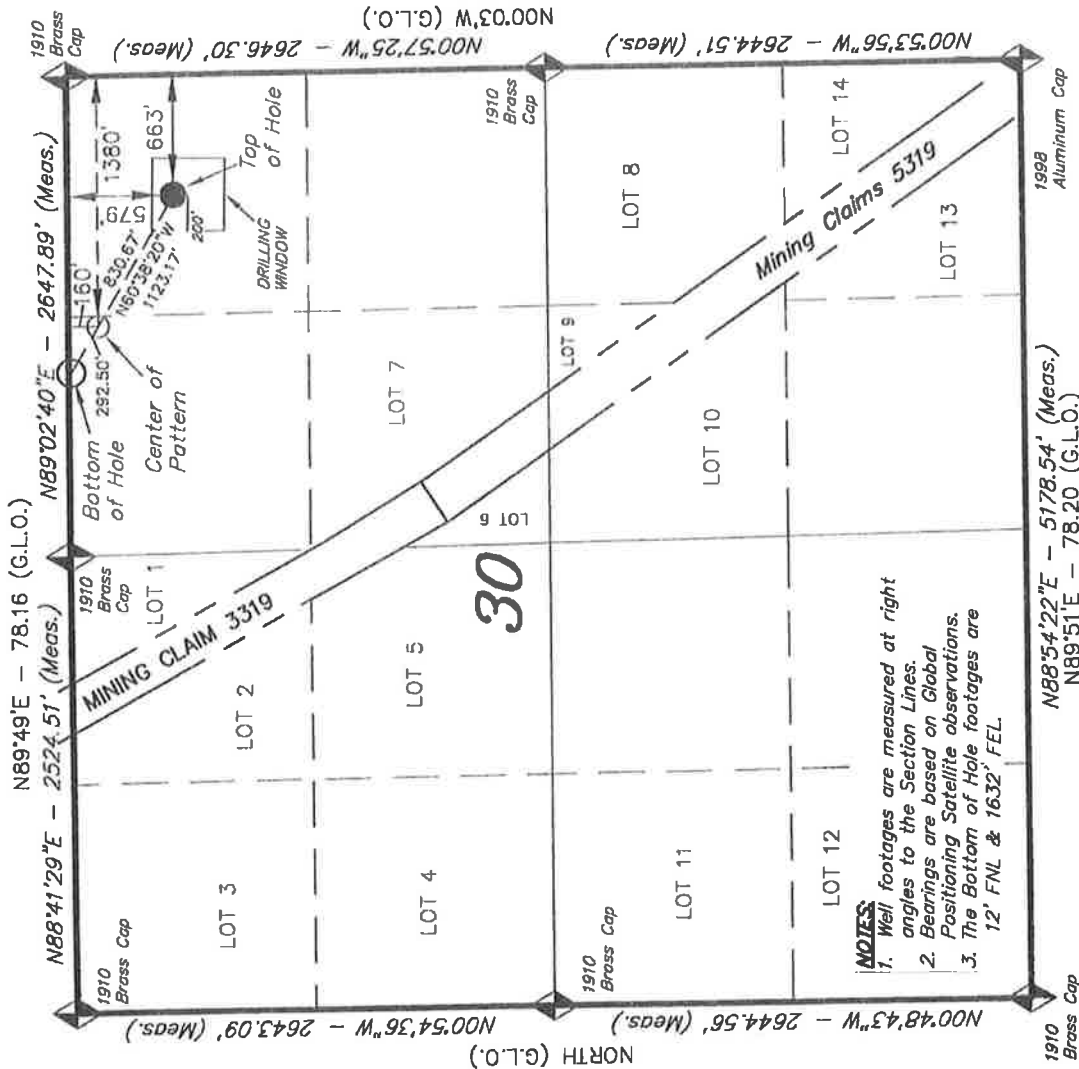 N89°49'E – 78.16 (G.L.O.)
N88°41'29"E – 2524.51' (Meas.)
N89°02'40"E – 2647.89' (Meas.)
1910
Brass Cap
1910
Brass
Cap
1910
Brass
Cap
Bottom
of Hole
292.50'
Center of
Pattern
160'
830.67'
N60°38'20"W
1123.17'
1380'
579'
663'
Top
of Hole
200'
DRILLING
WINDOW
LOT 1
MINING CLAIM 3319
LOT 2
LOT 3
LOT 4
LOT 5
LOT 6
LOT 7
30
N00°54'36"W – 2643.09' (Meas.)
NORTH (G.L.O.)
N00°48'43"W – 2644.56' (Meas.)
N00°57'25"W – 2646.30' (Meas.)
N00°03'W (G.L.O.)
N00°53'56"W – 2644.51' (Meas.)
1910
Brass Cap
1910
Brass
Cap
LOT 8
LOT 9
LOT 10
LOT 11
LOT 12
LOT 13
LOT 14
Mining Claims 5319
NOTES:
1. Well footages are measured at right
angles to the Section Lines.
2. Bearings are based on Global
Positioning Satellite observations.
3. The Bottom of Hole footages are
12' FNL & 1632' FEL.
1910
Brass Cap
1998
Aluminum Cap
N88°54'22"E – 5178.54' (Meas.)
N89°51'E – 78.20 (G.L.O.)